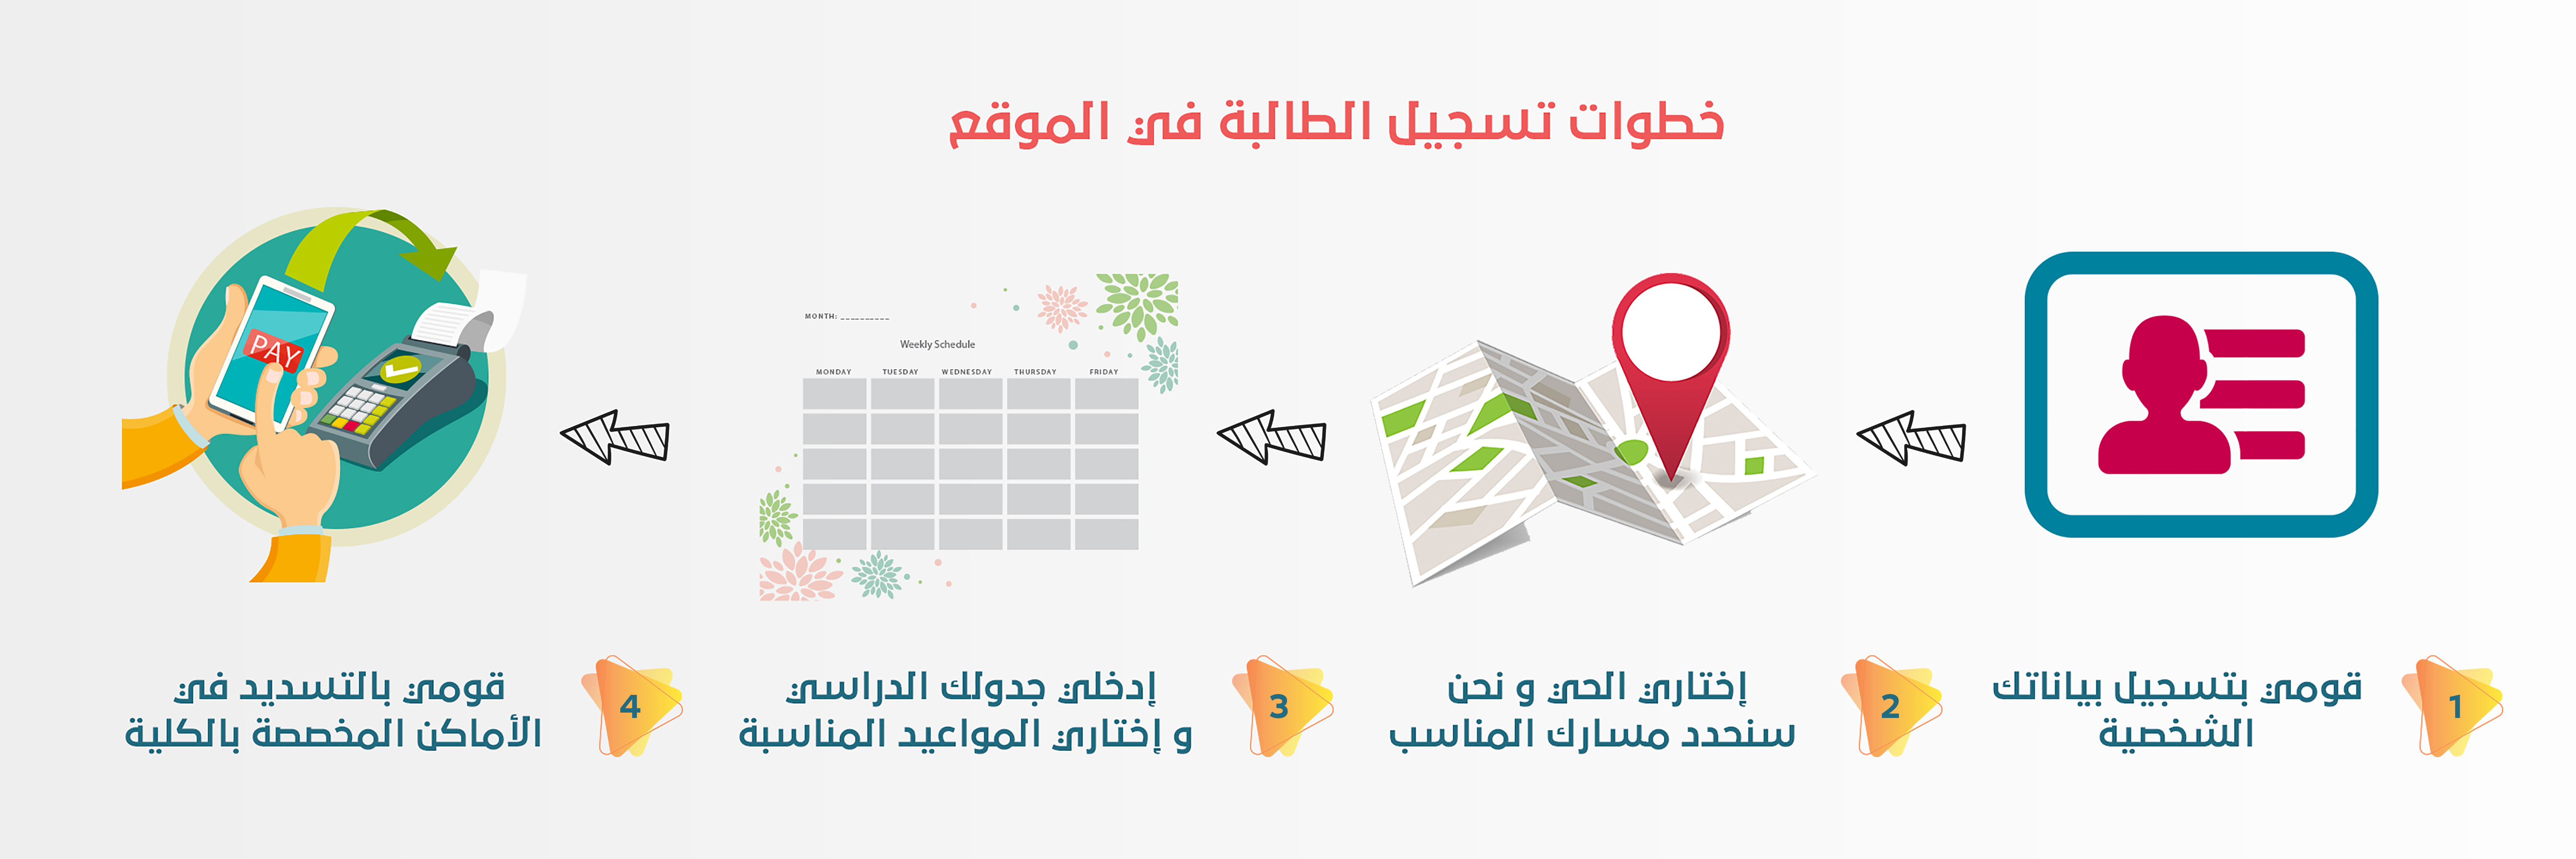 خطوات تسجيل الطالبة في الموقع
1
قومي بتسجيل بياناتك
الشخصية
2
إختاري الحي و نحن
سنحدد مسارك المناسب
MONTH: __________
Weekly Schedule
MONDAY TUESDAY WEDNESDAY THURSDAY FRIDAY
3
إدخلي جدولك الدراسي
و إختاري المواعيد المناسبة
PAY
4
قومي بالتسديد في
الأماكن المخصصة بالكلية